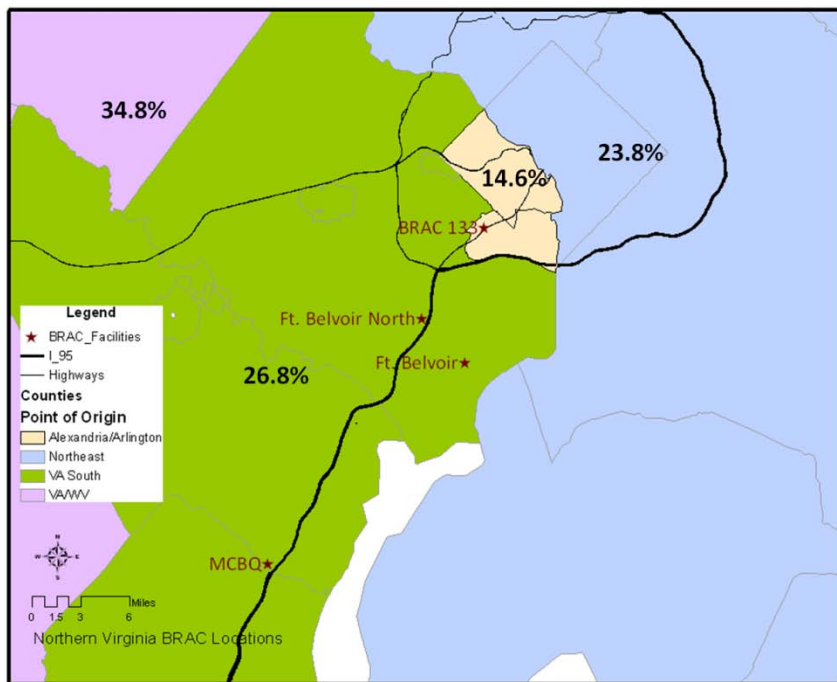 34.8%
23.8%
14.6%
BRAC 133
Ft. Belvoir North
Ft. Belvoir
26.8%
MCBQ
Legend
BRAC_Facilities
I_95
Highways
Counties
Point of Origin
Alexandria/Arlington
Northeast
VA South
VA/WV
N
W E
S
Miles
0 1.5 3 6
Northern Virginia BRAC Locations